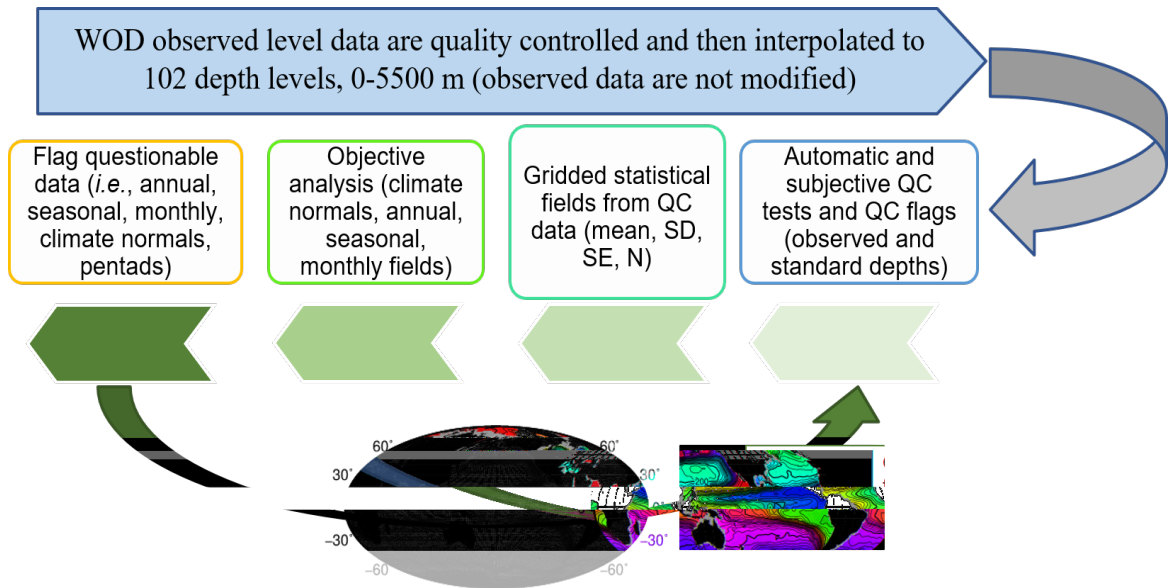 WOD observed level data are quality controlled and then interpolated to
102 depth levels, 0-5500 m (observed data are not modified)
Flag questionable
data (i.e., annual,
seasonal, monthly,
climate normals,
pentads)
Objective
analysis (climate
normals, annual,
seasonal,
monthly fields)
Gridded statistical
fields from QC
data (mean, SD,
SE, N)
Automatic and
subjective QC
tests and QC flags
(observed and
standard depths)
60° 60°
30° 30°
−30° −30°
−60 −60°
200